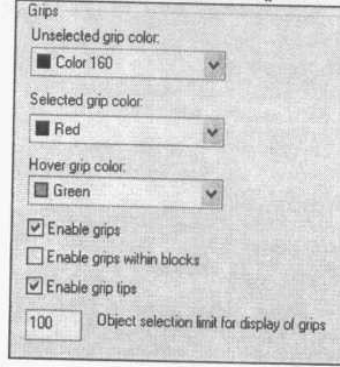 Grips
Unselected grip color:
Color 160
Selected grip color:
Red
Hover grip color:
Green
Enable grips
Enable grips within blocks
Enable grip tips
100 Object selection limit for display of grips